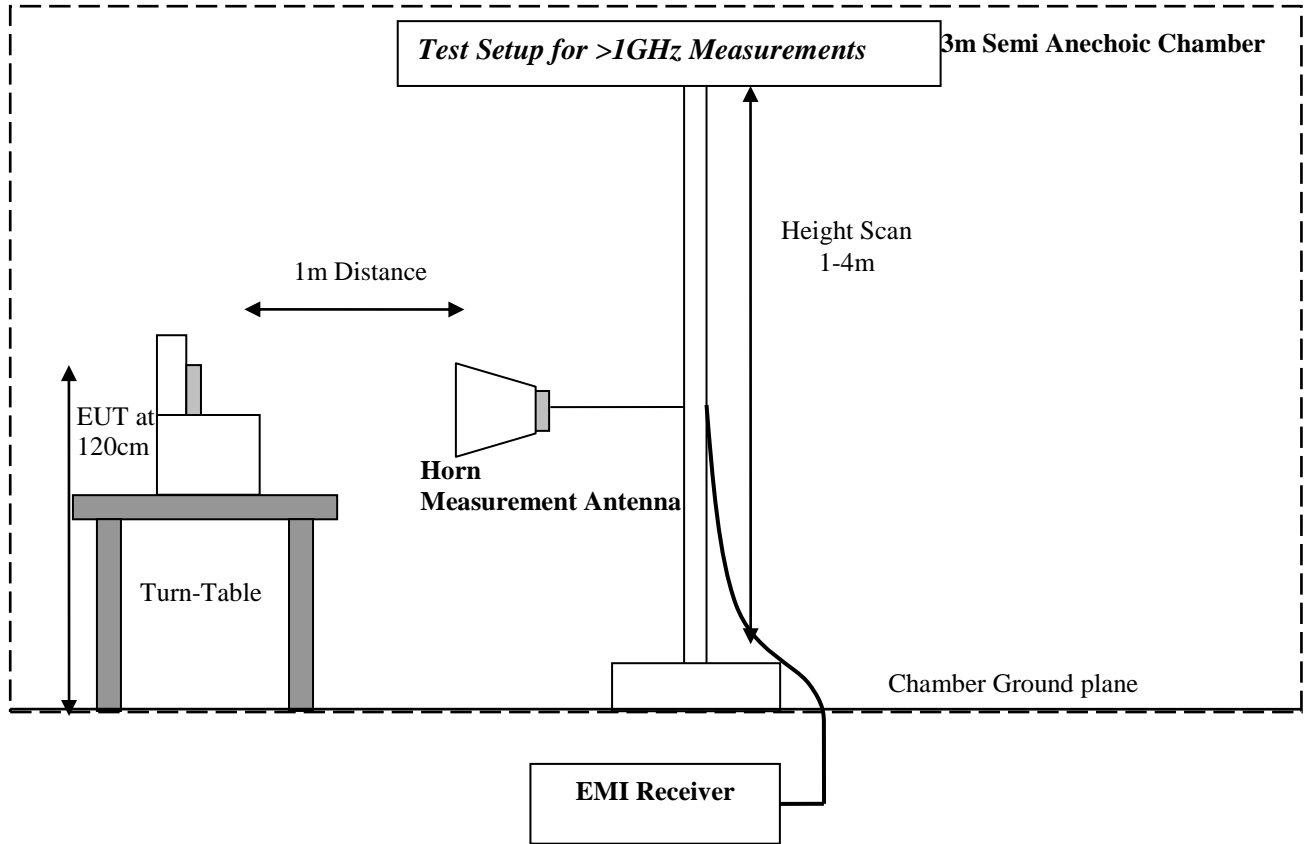 Test Setup for >1GHz Measurements
3m Semi Anechoic Chamber
Height Scan
1-4m
1m Distance
EUT at
120cm
Horn
Measurement Antenna
Turn-Table
Chamber Ground plane
EMI Receiver